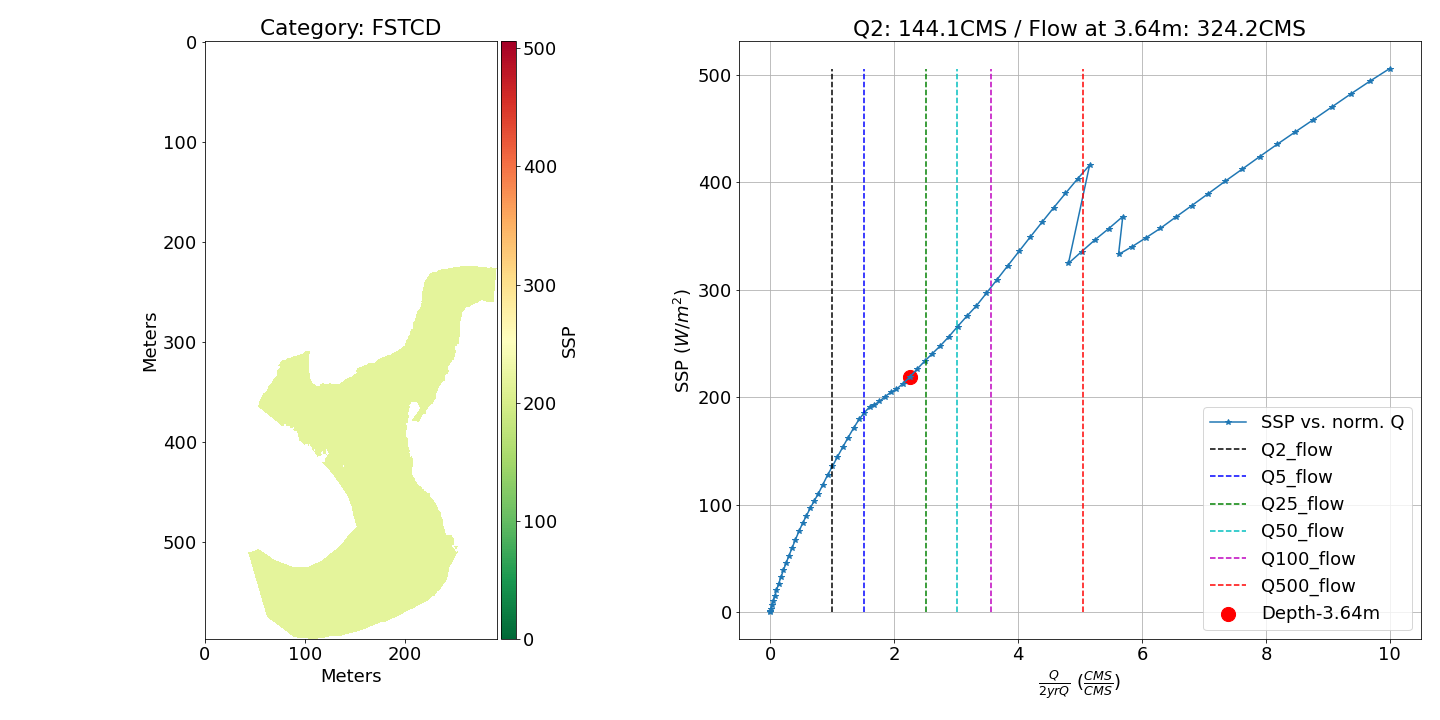 Category: FSTCD
0
100
200
300
400
500
Meters
0
100
200
Meters
500
400
300
200
100
0
SSP
Q2: 144.1CMS / Flow at 3.64m: 324.2CMS
500
400
300
200
100
0
SSP (W/m²)
0
2
4
6
8
10
Q/2yrQ (CMS/CMS)
SSP vs. norm. Q
Q2_flow
Q5_flow
Q25_flow
Q50_flow
Q100_flow
Q500_flow
Depth-3.64m